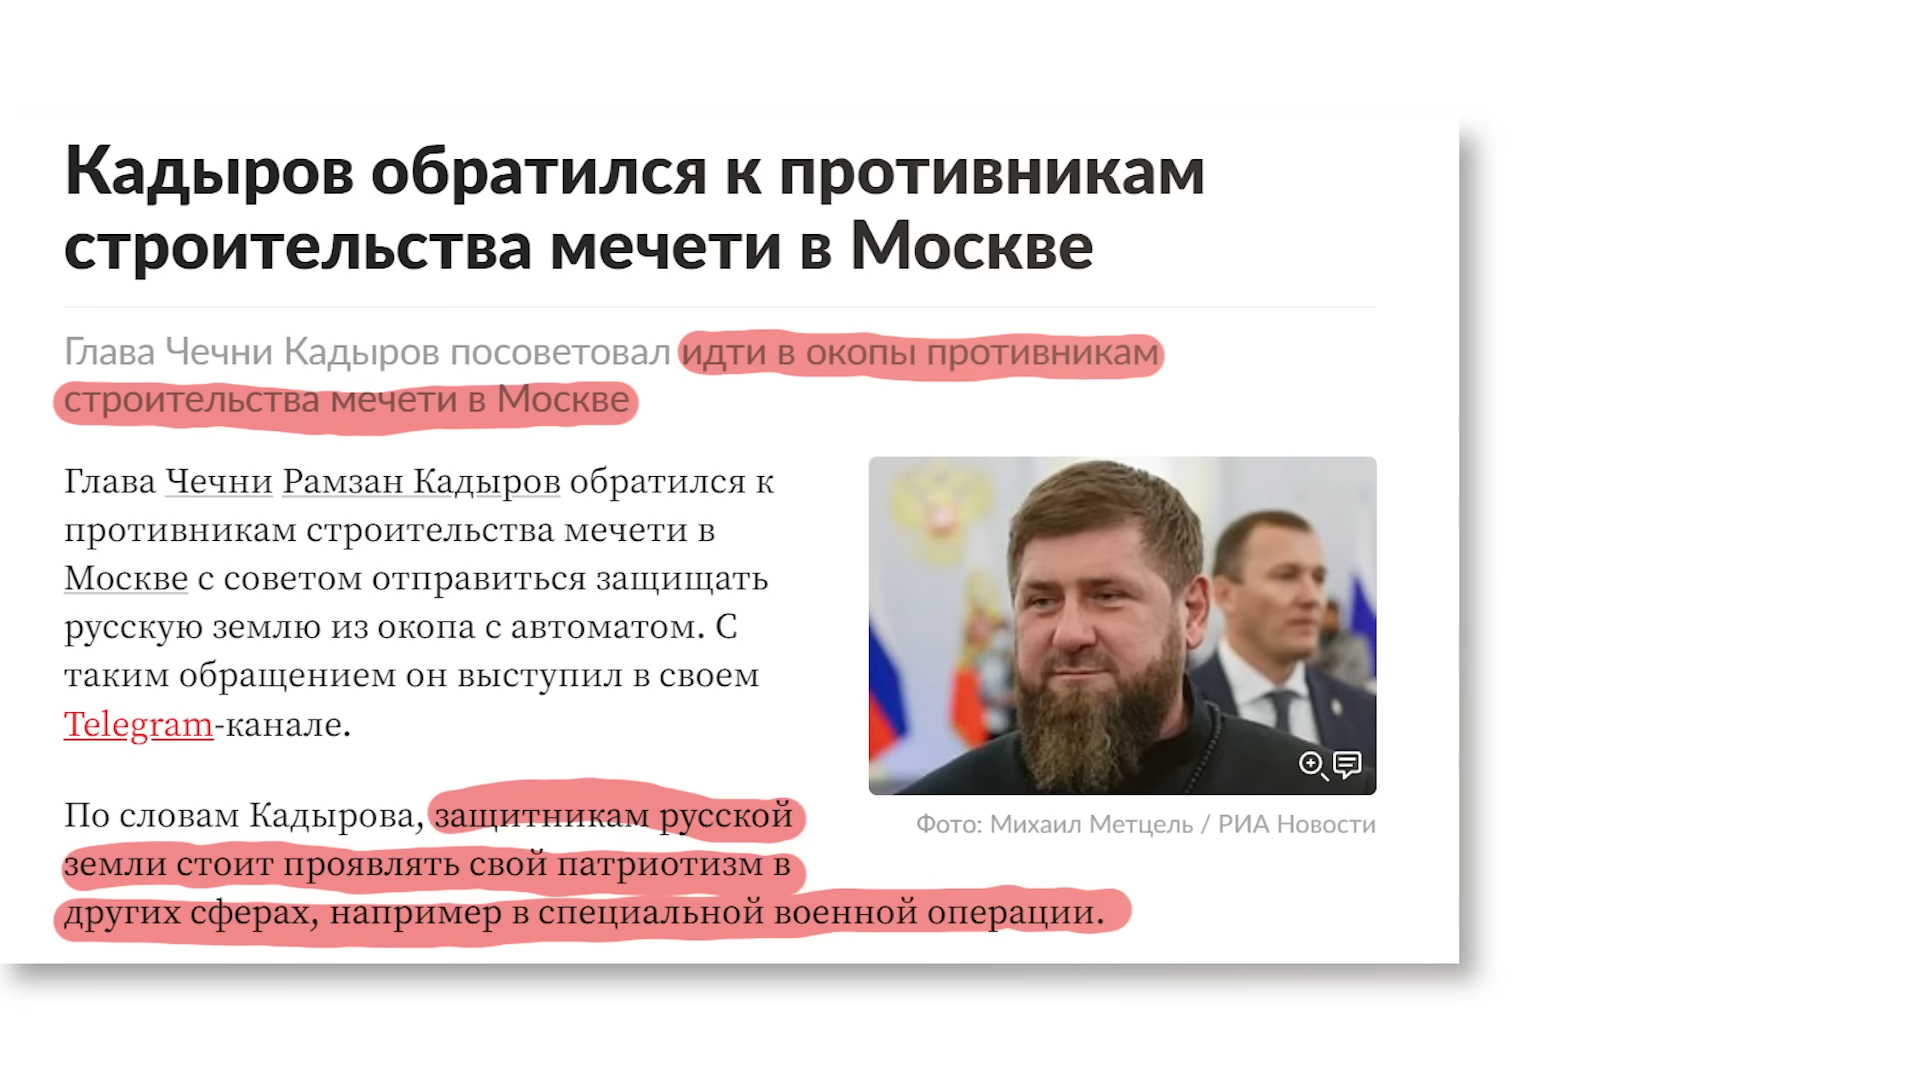 Кадыров обратился к противникам
строительства мечети в Москве
Глава Чечни Кадыров посоветовал идти в окопы противникам
строительства мечети в Москве
Глава Чечни Рамзан Кадыров обратился к
противникам строительства мечети в
Москве с советом отправиться защищать
русскую землю из окопа с автоматом. С
таким обращением он выступил в своем
Telegram-канале.
Фото: Михаил Метцель / РИА Новости
По словам Кадырова, защитникам русской
земли стоит проявлять свой патриотизм в
других сферах, например в специальной военной операции.